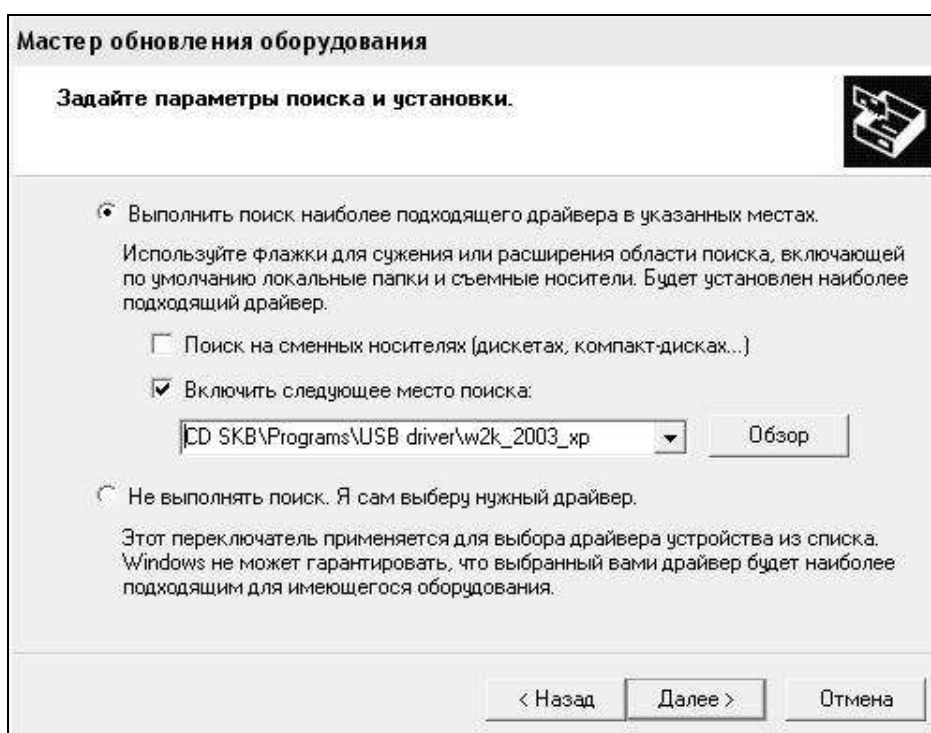 Мастер обновления оборудования
Задайте параметры поиска и установки.
Выполнить поиск наиболее подходящего драйвера в указанных местах.
Используйте флажки для сужения или расширения области поиска, включающей
по умолчанию локальные папки и съемные носители. Будет установлен наиболее
подходящий драйвер.
Поиск на сменных носителях (дискетах, компакт-дисках...)
Включить следующее место поиска:
CD SKB\Programs\USB driver\w2k_2003_xp
Обзор
Не выполнять поиск. Я сам выберу нужный драйвер.
Этот переключатель применяется для выбора драйвера устройства из списка.
Windows не может гарантировать, что выбранный вами драйвер будет наиболее
подходящим для имеющегося оборудования.
< Назад Далее > Отмена